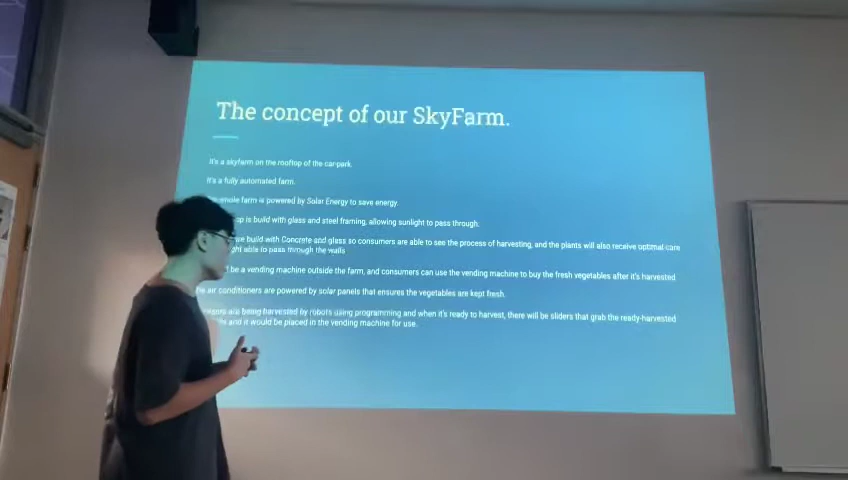 The concept of our SkyFarm.
It's a skyfarm on the rooftop of the car-park.
It's a fully automated farm.
whole farm is powered by Solar Energy to save energy.
is build with glass and steel framing, allowing sunlight to pass through.
we build with Concrete and glass so consumers are able to see the process of harvesting, and the plants will also receive optimal care
able to pass through the walls
be a vending machine outside the farm, and consumers can use the vending machine to buy the fresh vegetables after it's harvested
air conditioners are powered by solar panels that ensures the vegetables are kept fresh.
are being harvested by robots using programming and when it's ready to harvest, there will be sliders that grab the ready-harvested
and it would be placed in the vending machine for use.